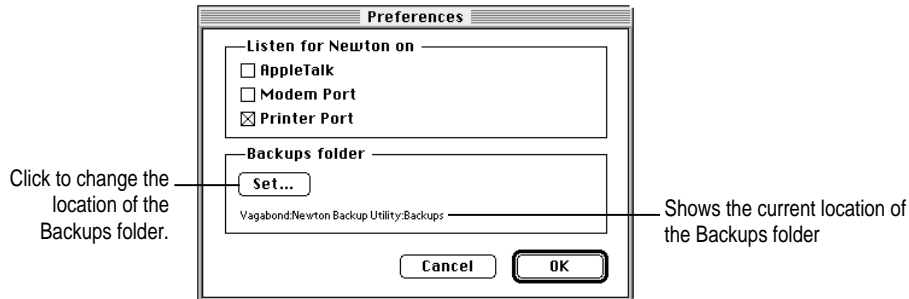 Preferences
Listen for Newton on
AppleTalk
Modem Port
Printer Port
Backups folder
Click to change the
location of the
Backups folder.
Set...
Vagabond:Newton Backup Utility:Backups
Shows the current location of
the Backups folder
Cancel
OK